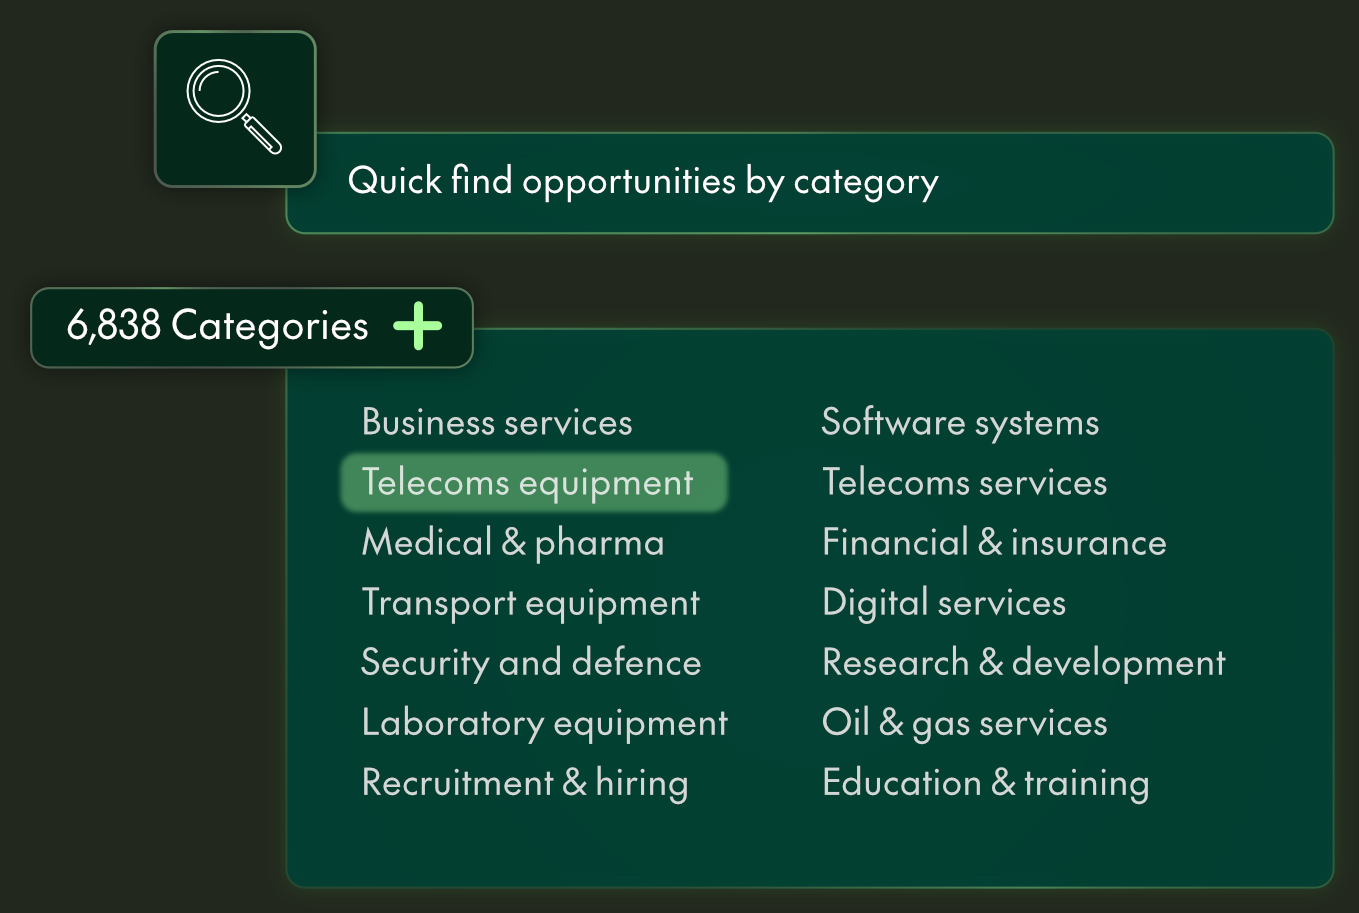 Quick find opportunities by category
6,838 Categories
Business services
Telecoms equipment
Medical & pharma
Transport equipment
Security and defence
Laboratory equipment
Recruitment & hiring
Software systems
Telecoms services
Financial & insurance
Digital services
Research & development
Oil & gas services
Education & training